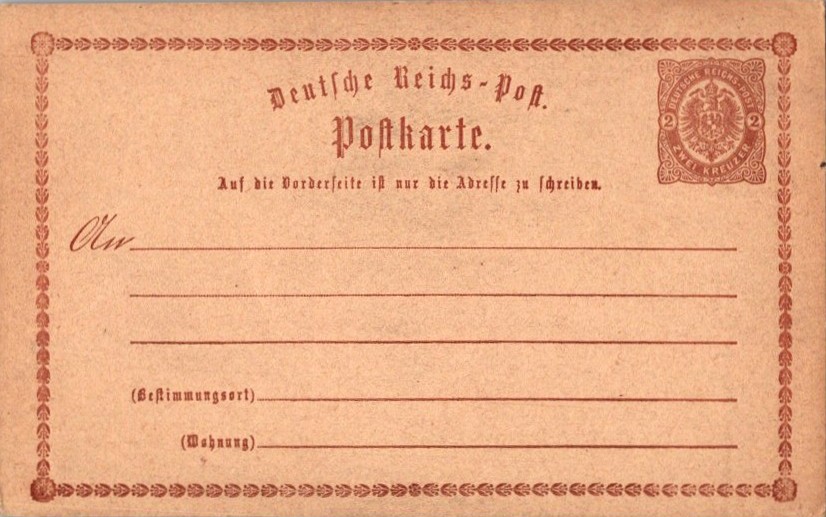 Deutſche Reichs-Poſt.
Poſtkarte.
DEUTSCHE REICHS-POST
2 2
ZWEI KREUZER
Auf die Vorderſeite iſt nur die Adreſſe zu ſchreiben.
An
(Beſtimmungsort)
(Wohnung)